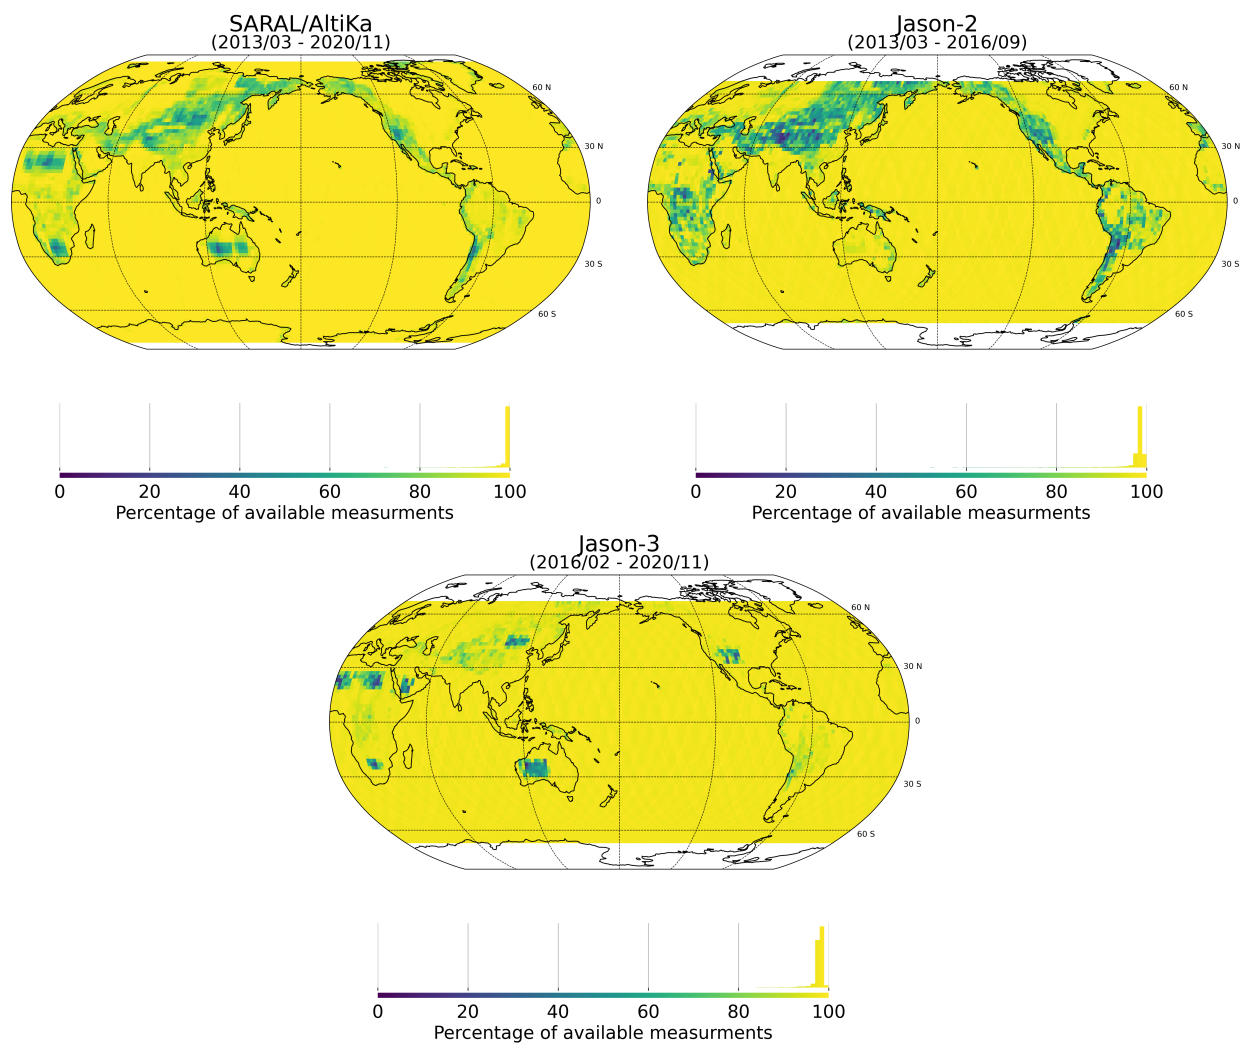 SARAL/AltiKa
(2013/03 - 2020/11)
60 N
30 N
0
30 S
60 S
0 20 40 60 80 100
Percentage of available measurments
Jason-2
(2013/03 - 2016/09)
60 N
30 N
0
30 S
60 S
0 20 40 60 80 100
Percentage of available measurments
Jason-3
(2016/02 - 2020/11)
60 N
30 N
0
30 S
60 S
0 20 40 60 80 100
Percentage of available measurments